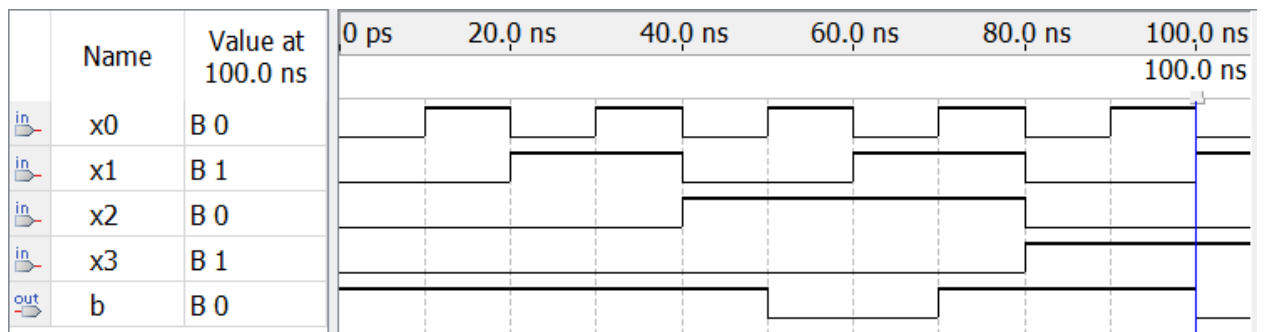 Name
Value at
100.0 ns
0 ps 20.0 ns 40.0 ns 60.0 ns 80.0 ns 100.0 ns
100.0 ns
in x0 B 0
in x1 B 1
in x2 B 0
in x3 B 1
out b B 0